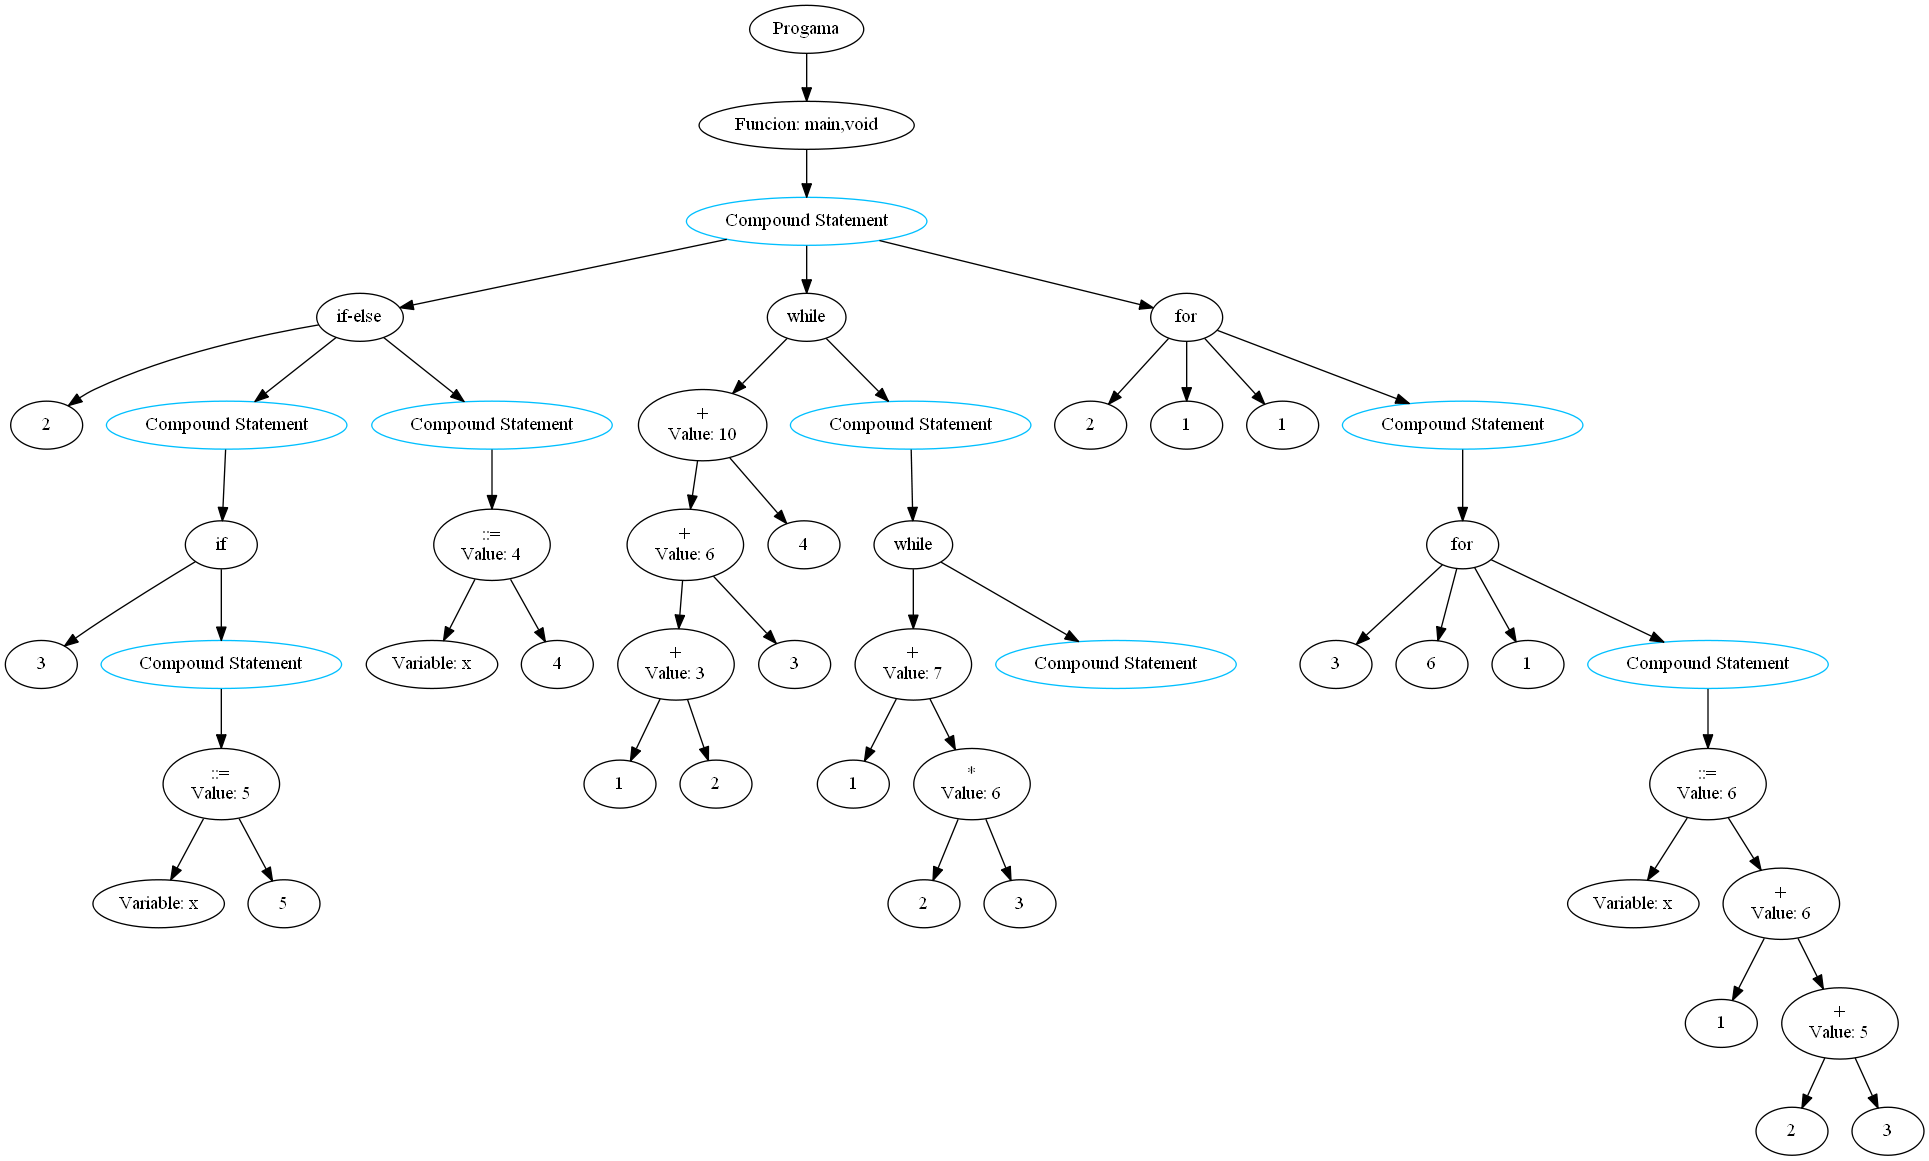 Progama
Funcion: main,void
Compound Statement
if-else
while
for
2
Compound Statement
Compound Statement
+
Value: 10
Compound Statement
2
1
1
Compound Statement
if
::=
Value: 4
+
Value: 6
4
while
for
3
Compound Statement
Variable: x
4
+
Value: 3
3
+
Value: 7
Compound Statement
3
6
1
Compound Statement
::=
Value: 5
1
2
1
*
Value: 6
::=
Value: 6
Variable: x
5
2
3
Variable: x
+
Value: 6
1
+
Value: 5
2
3